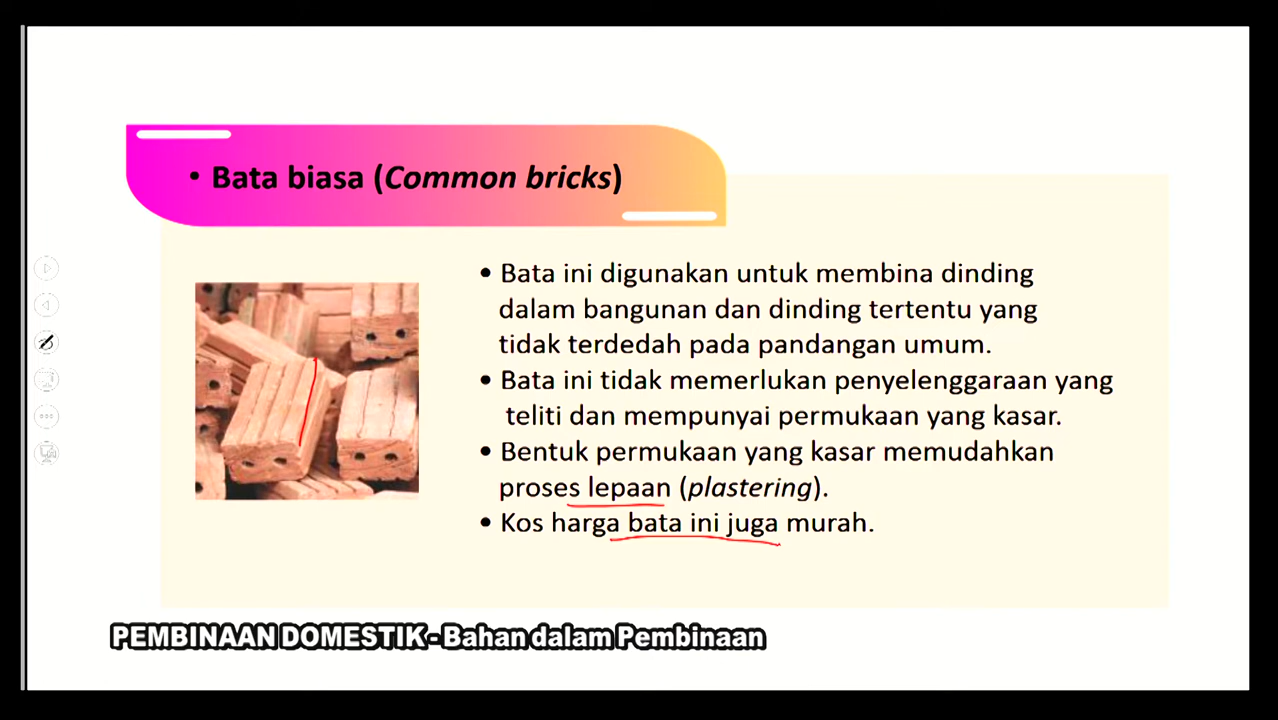 • Bata biasa (Common bricks)
• Bata ini digunakan untuk membina dinding
dalam bangunan dan dinding tertentu yang
tidak terdedah pada pandangan umum.
• Bata ini tidak memerlukan penyelenggaraan yang
teliti dan mempunyai permukaan yang kasar.
• Bentuk permukaan yang kasar memudahkan
proses lepaan (plastering).
• Kos harga bata ini juga murah.
PEMBINAAN DOMESTIK - Bahan dalam Pembinaan